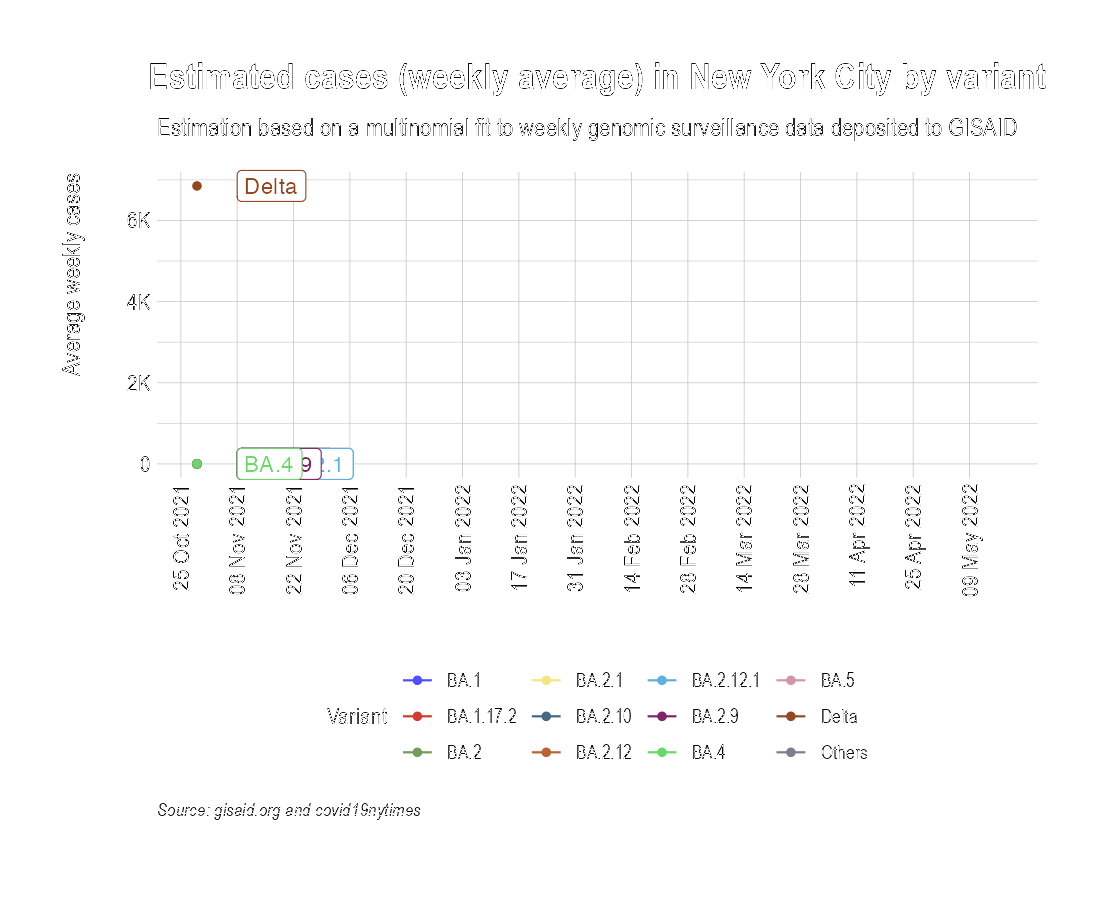 Estimated cases (weekly average) in New York City by variant
Estimation based on a multinomial fit to weekly genomic surveillance data deposited to GISAID
Average weekly cases
Delta
6K
4K
2K
0
BA.4
9
2.1
25 Oct 2021
08 Nov 2021
22 Nov 2021
06 Dec 2021
20 Dec 2021
03 Jan 2022
17 Jan 2022
31 Jan 2022
14 Feb 2022
28 Feb 2022
14 Mar 2022
28 Mar 2022
11 Apr 2022
25 Apr 2022
09 May 2022
Variant
BA.1
BA.2.1
BA.2.12.1
BA.5
BA.1.17.2
BA.2.10
BA.2.9
Delta
BA.2
BA.2.12
BA.4
Others
Source: gisaid.org and covid19nytimes